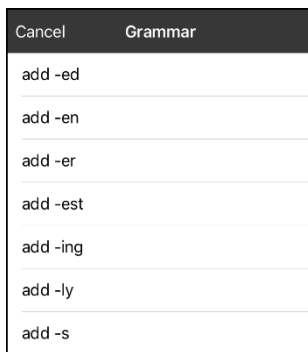 Cancel Grammar
add -ed
add -en
add -er
add -est
add -ing
add -ly
add -s